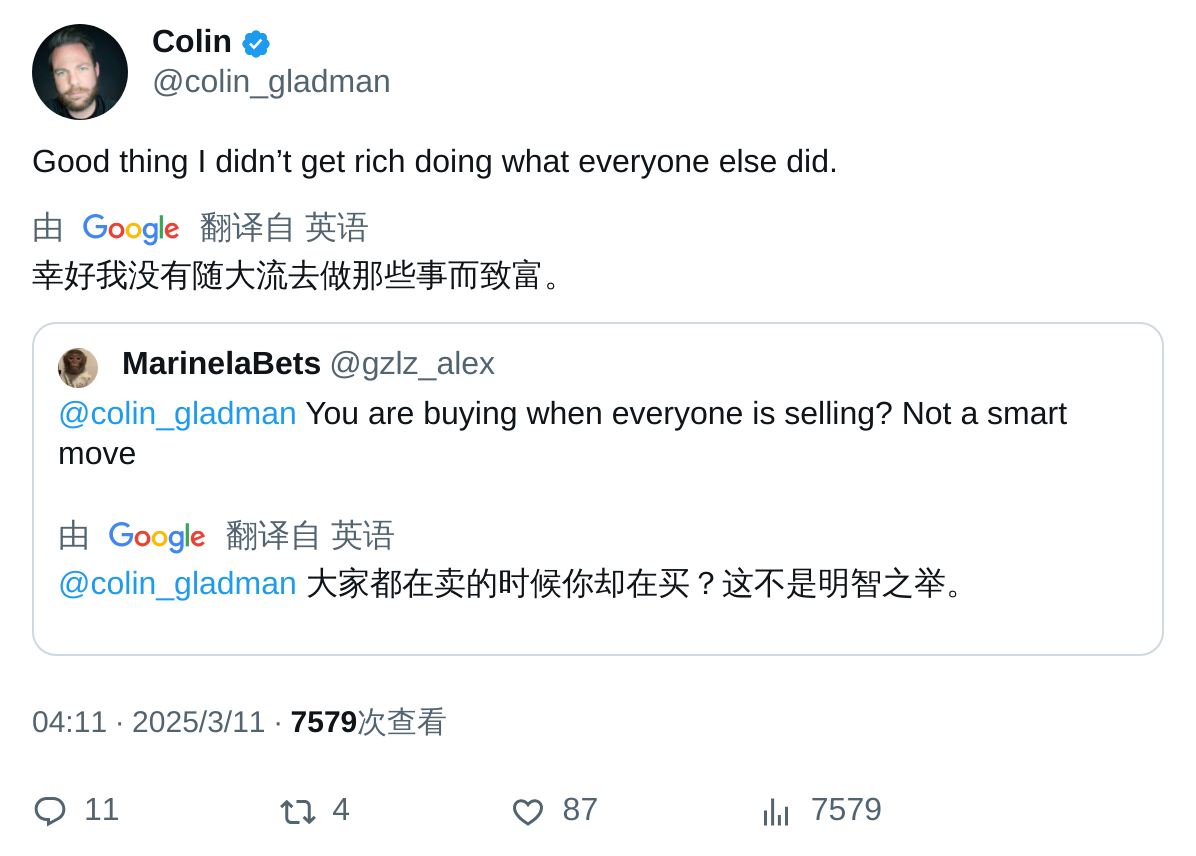 Colin
@colin_gladman
Good thing I didn’t get rich doing what everyone else did.
由 Google 翻译自 英语
幸好我没有随大流去做那些事而致富。
MarinelaBets @gzlz_alex
@colin_gladman You are buying when everyone is selling? Not a smart
move
由 Google 翻译自 英语
@colin_gladman 大家都在卖的时候你却在买？这不是明智之举。
04:11 · 2025/3/11 · 7579次查看
11 4 87 7579